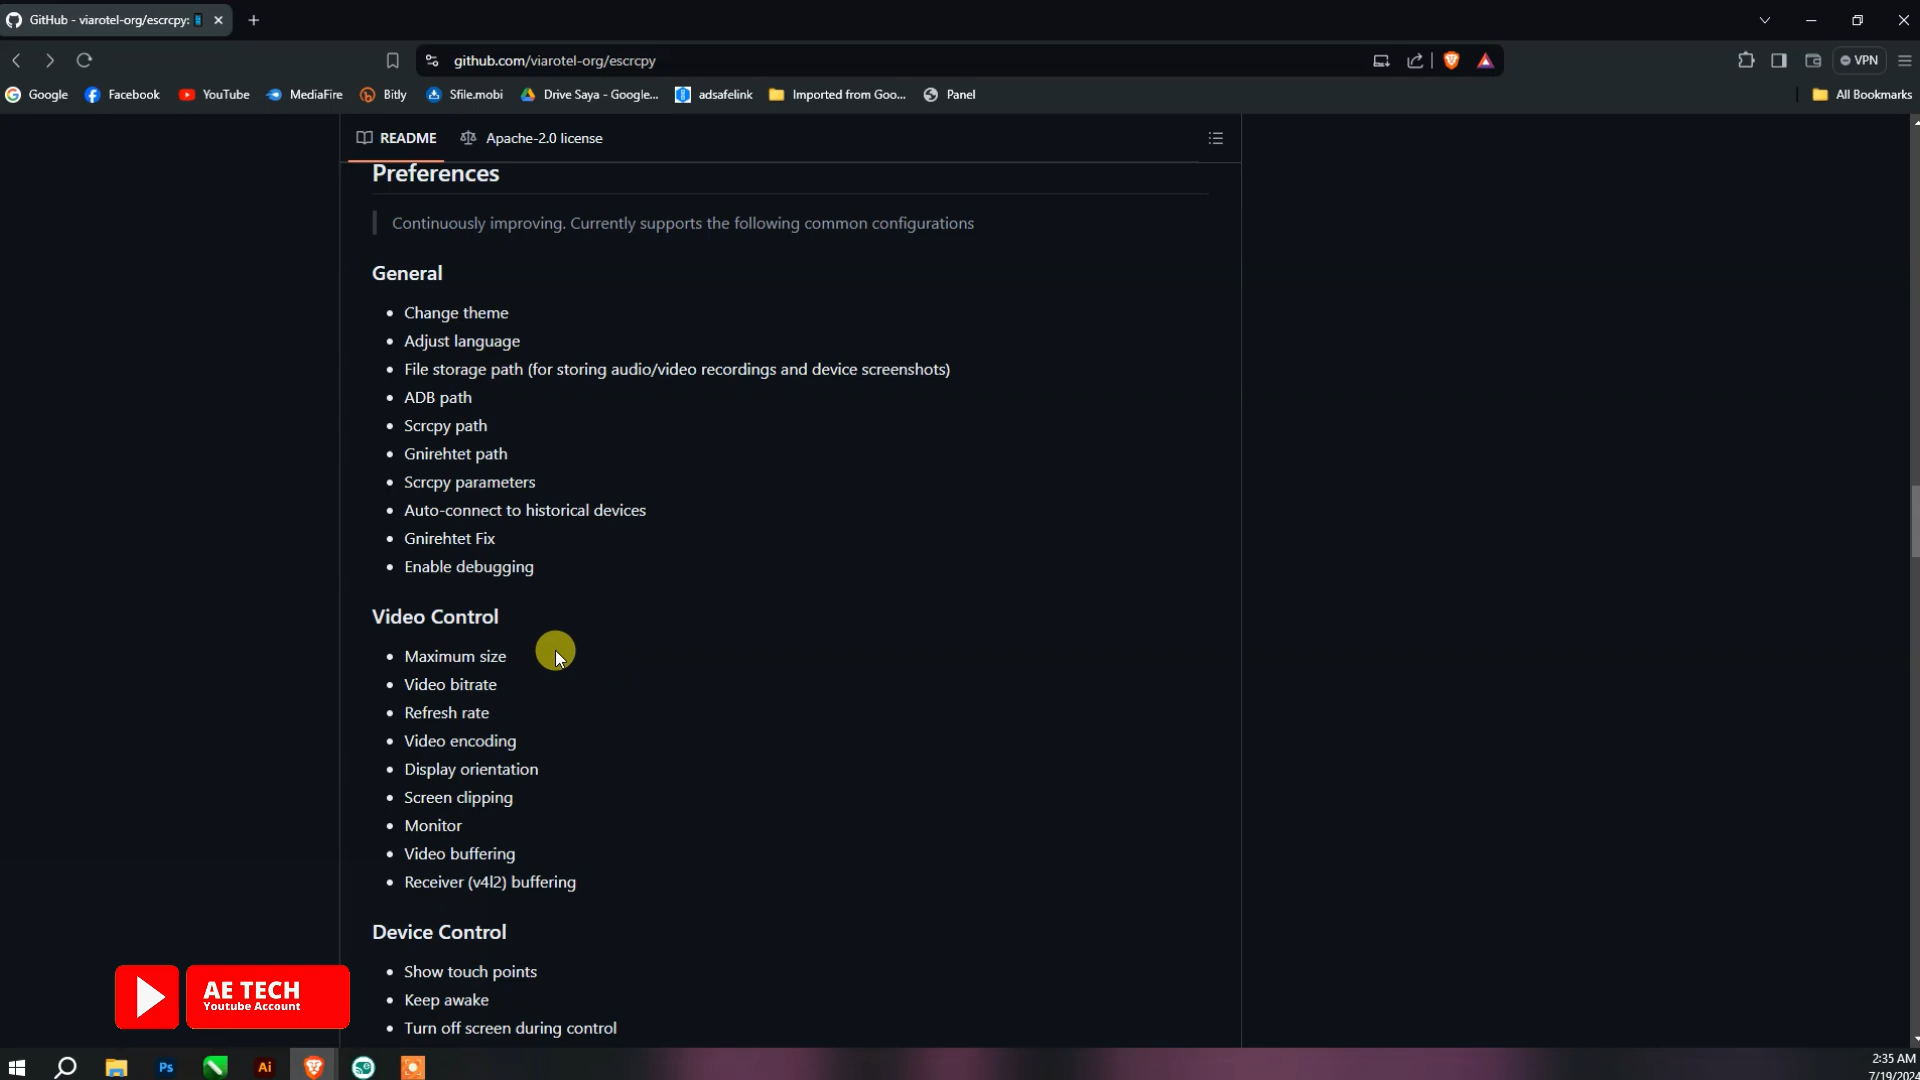 GitHub - viarotel-org/escrcpy:
github.com/viarotel-org/escrcpy
VPN
Google
Facebook
YouTube
MediaFire
Bitly
Sfile.mobi
Drive Saya - Google...
adsafelink
Imported from Goo...
Panel
All Bookmarks
README
Apache-2.0 license
Preferences
Continuously improving. Currently supports the following common configurations
General
• Change theme
• Adjust language
• File storage path (for storing audio/video recordings and device screenshots)
• ADB path
• Scrcpy path
• Gnirehtet path
• Scrcpy parameters
• Auto-connect to historical devices
• Gnirehtet Fix
• Enable debugging
Video Control
• Maximum size
• Video bitrate
• Refresh rate
• Video encoding
• Display orientation
• Screen clipping
• Monitor
• Video buffering
• Receiver (v4l2) buffering
Device Control
• Show touch points
• Keep awake
• Turn off screen during control
AE TECH
Youtube Account
Ps
Ai
2:35 AM
7/19/2024